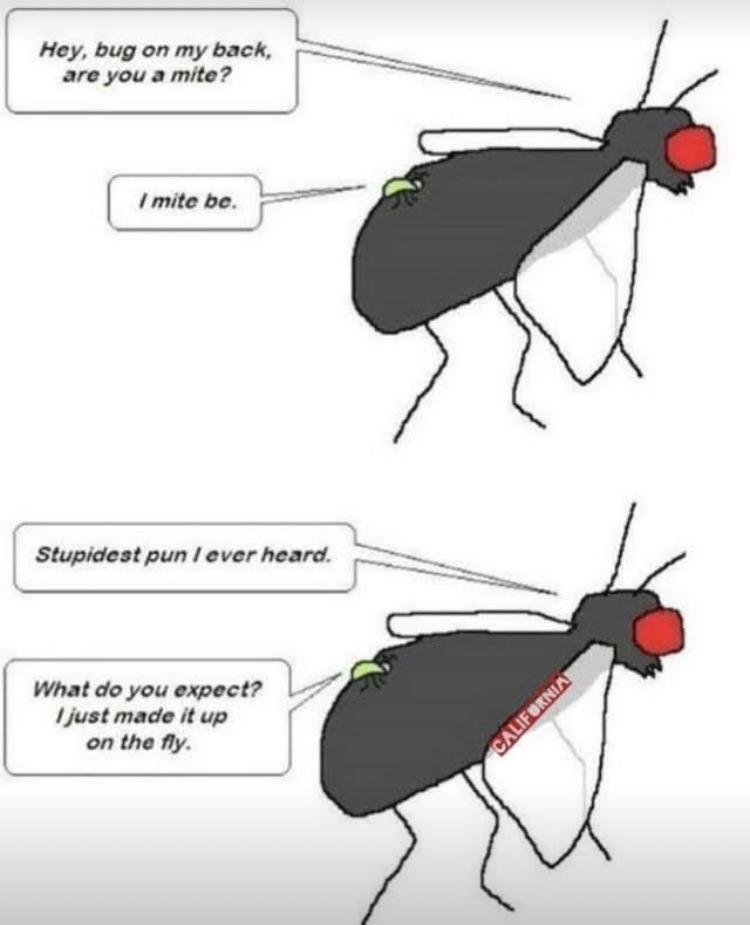 Hey, bug on my back,
are you a mite?
I mite be.
Stupidest pun I ever heard.
CALIFORNIA
What do you expect?
I just made it up
on the fly.